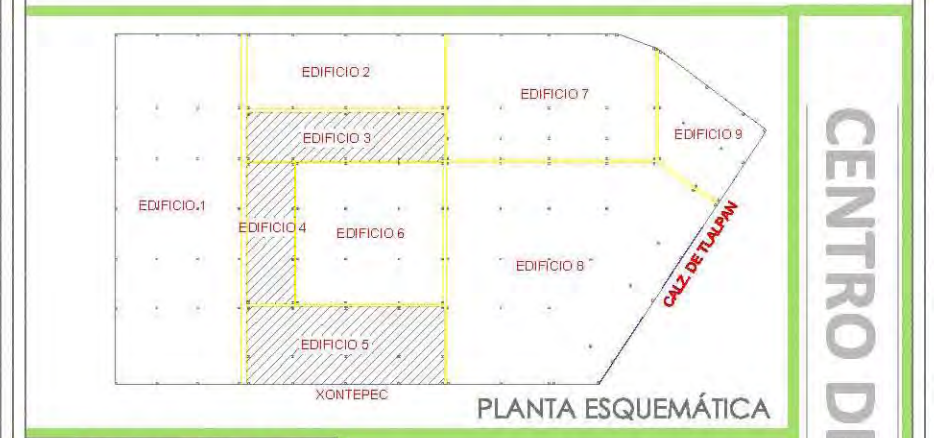 EDIFICIO 2
EDIFICIO 7
EDIFICIO 3
EDIFICIO 9
EDIFICIO 1
EDIFICIO 4
EDIFICIO 6
EDIFICIO 8
CALZ. DE TLALPAN
EDIFICIO 5
XONTEPEC
PLANTA ESQUEMÁTICA
CENTRO